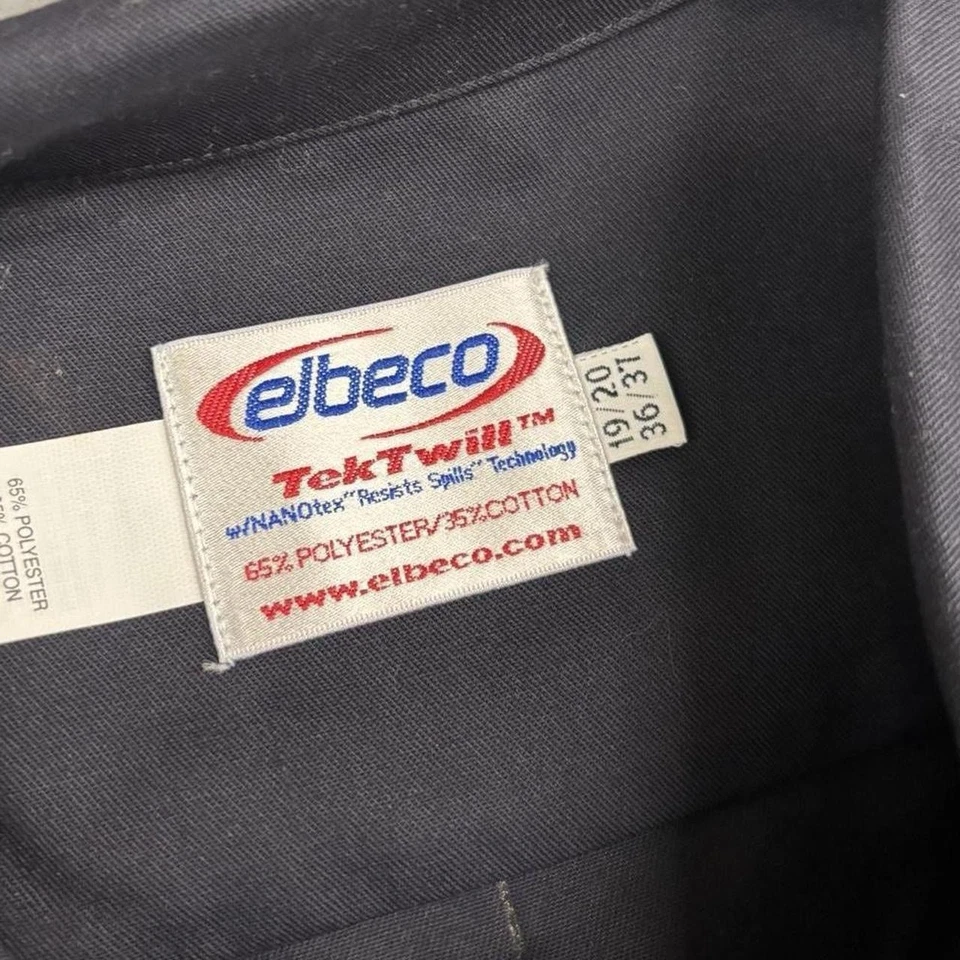 elbeco
TekTwill™
w/NANOtex"Resists Spills" Technology
65% POLYESTER/35%COTTON
www.elbeco.com
19/20
36/37
65% POLYESTER
COTTON